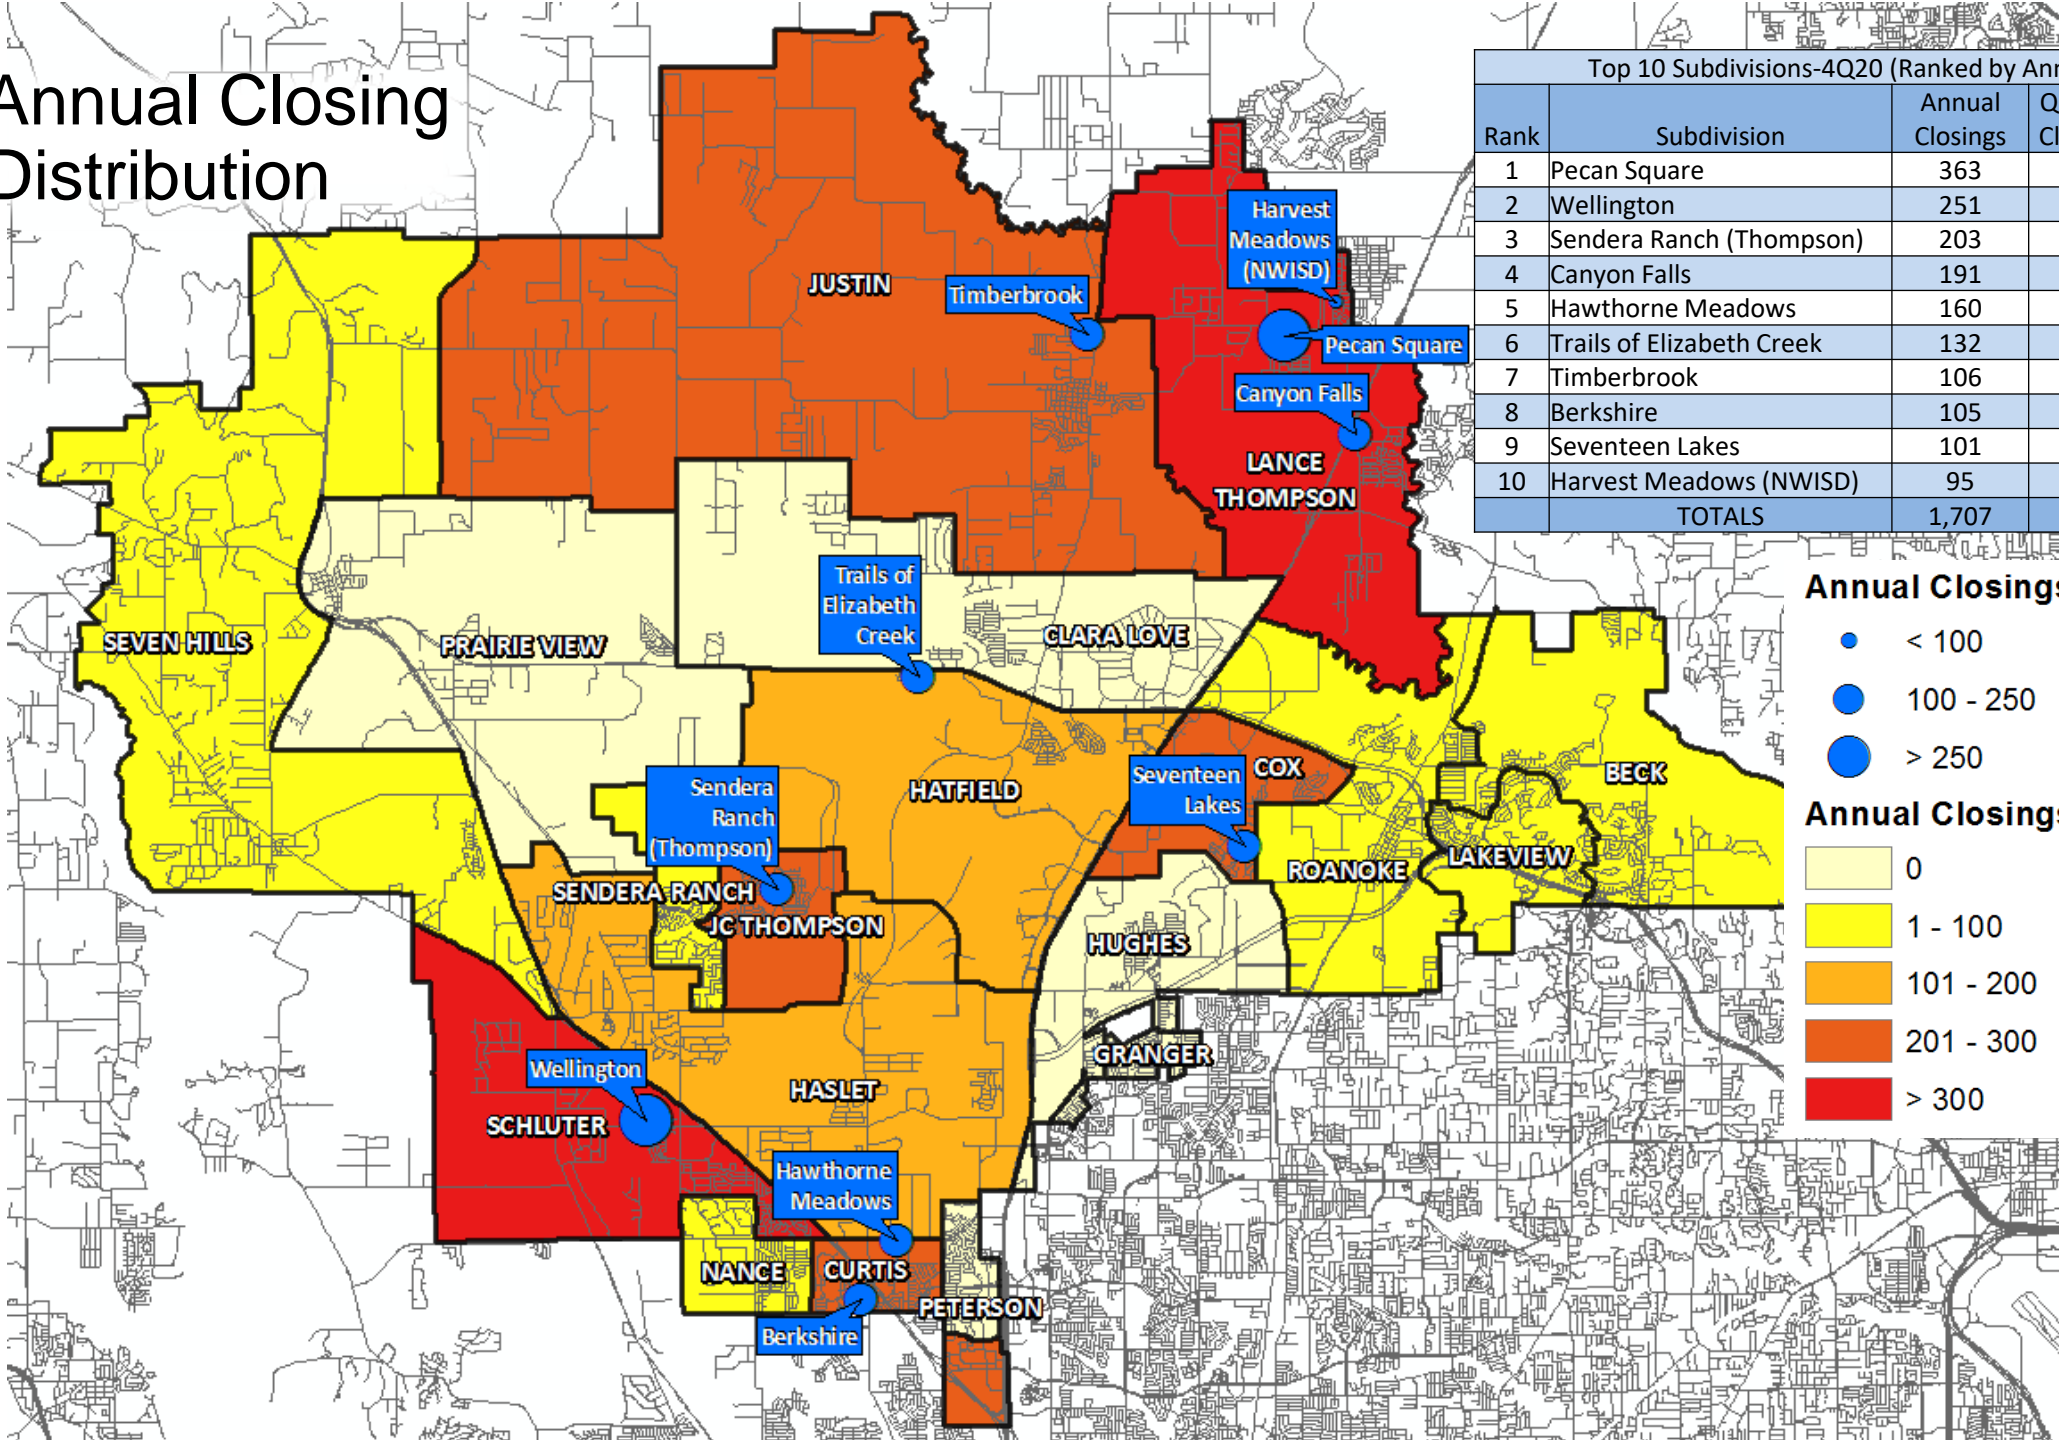 Annual Closing
Distribution
Top 10 Subdivisions-4Q20 (Ranked by
Rank
Subdivision
Annual
Closings
1 Pecan Square 363
2 Wellington 251
3 Sendera Ranch (Thompson) 203
4 Canyon Falls 191
5 Hawthorne Meadows 160
6 Trails of Elizabeth Creek 132
7 Timberbrook 106
8 Berkshire 105
9 Seventeen Lakes 101
10 Harvest Meadows (NWISD) 95
TOTALS 1,707
Harvest
Meadows
(NWISD)
JUSTIN
Timberbrook
Pecan Square
Canyon Falls
LANCE
THOMPSON
Trails of
Elizabeth
Creek
SEVEN HILLS
PRAIRIE VIEW
CLARA LOVE
Sendera
Ranch
(Thompson)
HATFIELD
Seventeen
Lakes
COX
BECK
SENDERA RANCH
JC THOMPSON
ROANOKE
LAKEVIEW
HUGHES
GRANGER
Wellington
HASLET
SCHLUTER
Hawthorne
Meadows
NANCE
CURTIS
PETERSON
Berkshire
Annual Closings
< 100
100 - 250
> 250
Annual Closings
0
1 - 100
101 - 200
201 - 300
> 300